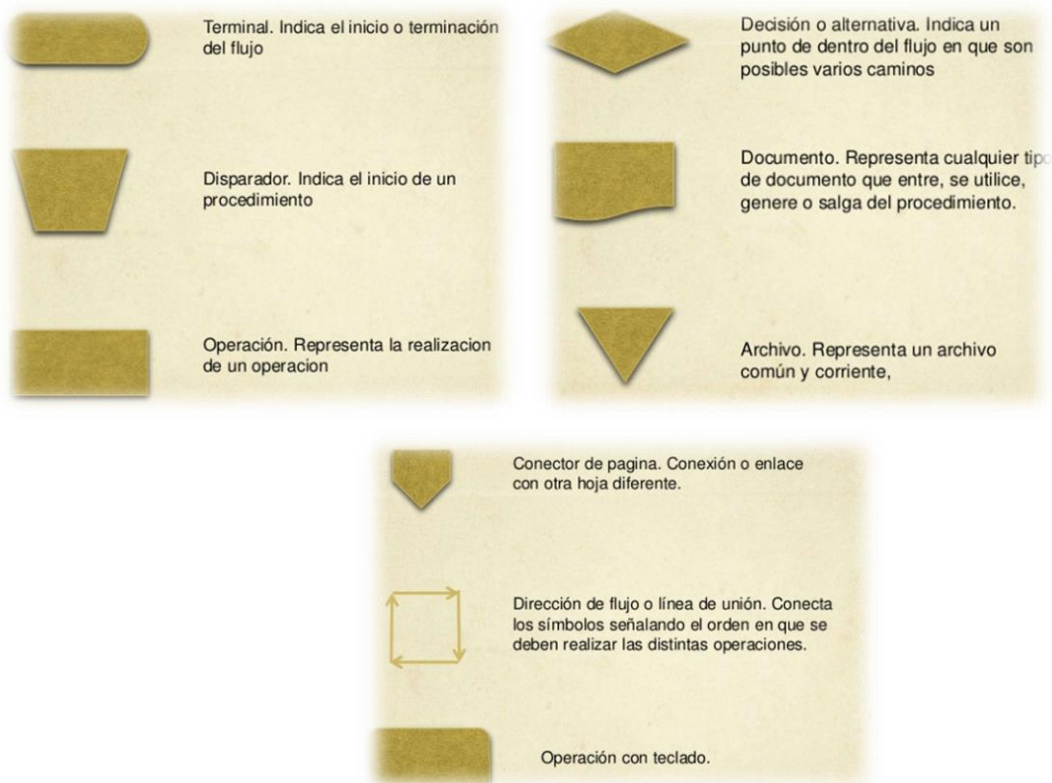 Terminal. Indica el inicio o terminación
del flujo
Disparador. Indica el inicio de un
procedimiento
Operación. Representa la realizacion
de un operacion
Decisión o alternativa. Indica un
punto de dentro del flujo en que son
posibles varios caminos
Documento. Representa cualquier tipo
de documento que entre, se utilice,
genere o salga del procedimiento.
Archivo. Representa un archivo
común y corriente,
Conector de pagina. Conexión o enlace
con otra hoja diferente.
Dirección de flujo o línea de unión. Conecta
los símbolos señalando el orden en que se
deben realizar las distintas operaciones.
Operación con teclado.